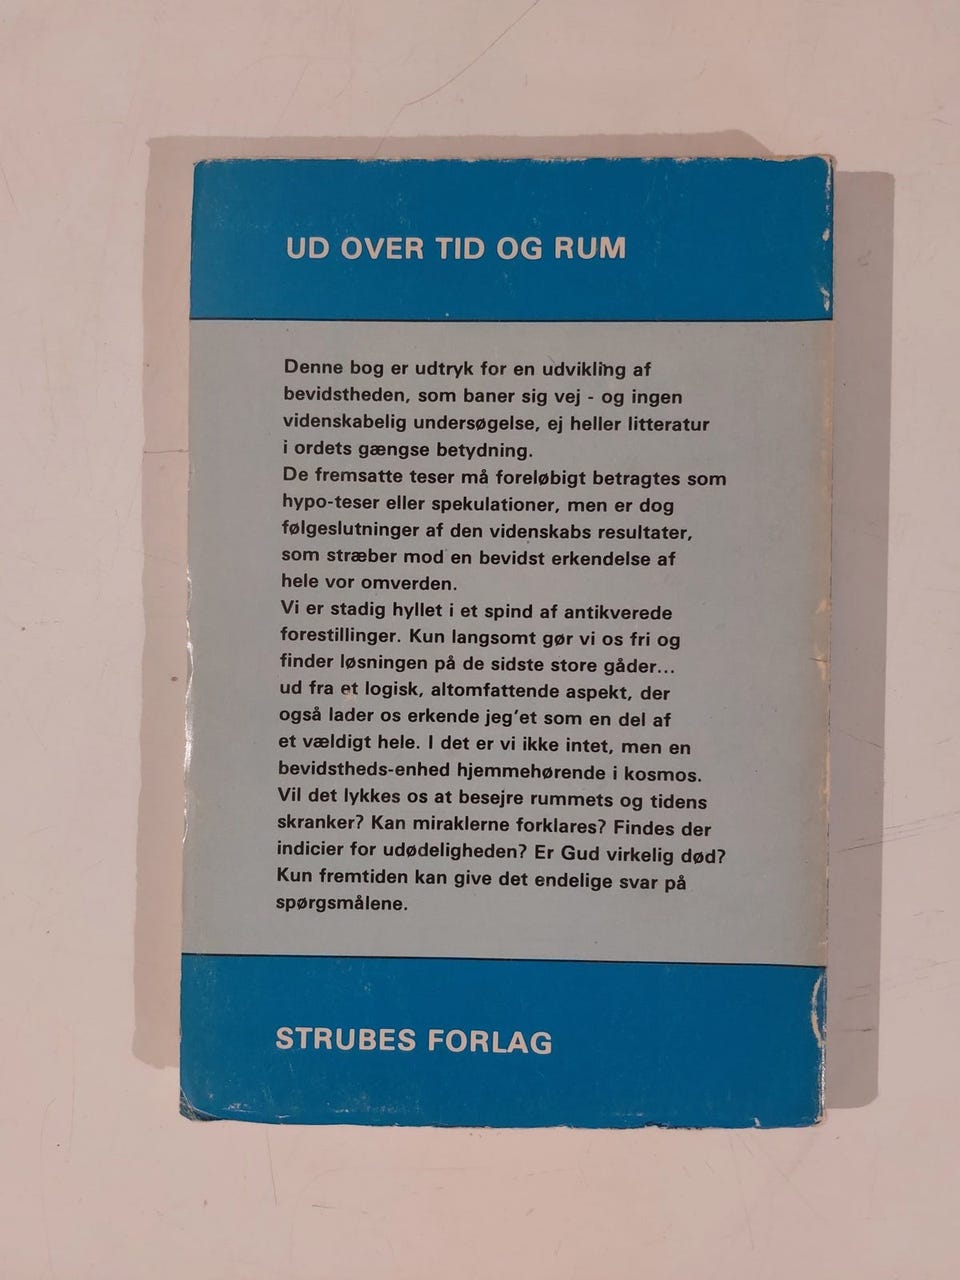 UD OVER TID OG RUM
Denne bog er udtryk for en udvikling af
bevidstheden, som baner sig vej - og ingen
videnskabelig undersøgelse, ej heller litteratur
i ordets gængse betydning.
De fremsatte teser må foreløbigt betragtes som
hypo-teser eller spekulationer, men er dog
følgeslutninger af den videnskabs resultater,
som stræber mod en bevidst erkendelse af
hele vor omverden.
Vi er stadig hyllet i et spind af antikverede
forestillinger. Kun langsomt gør vi os fri og
finder løsningen på de sidste store gåder...
ud fra et logisk, altomfattende aspekt, der
også lader os erkende jeg'et som en del af
et vældigt hele. I det er vi ikke intet, men en
bevidstheds-enhed hjemmehørende i kosmos.
Vil det lykkes os at besejre rummets og tidens
skranker? Kan miraklerne forklares? Findes der
indicier for udødeligheden? Er Gud virkelig død?
Kun fremtiden kan give det endelige svar på
spørgsmålene.
STRUBES FORLAG